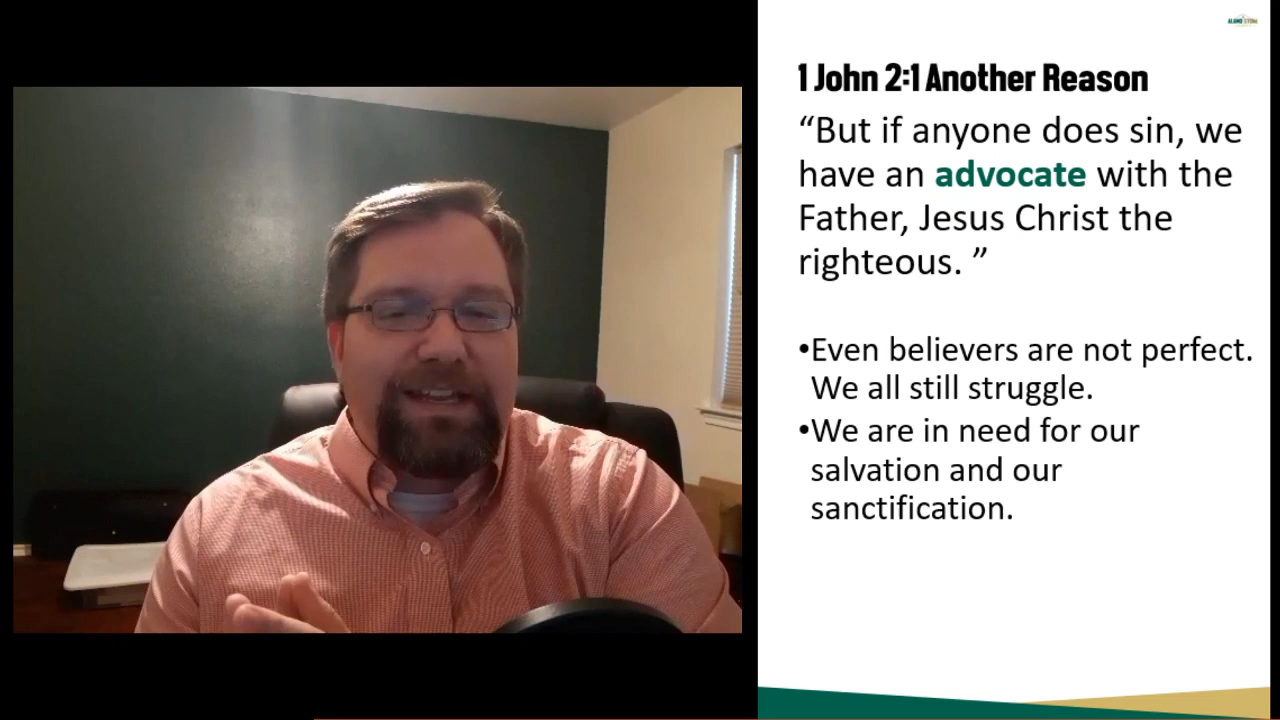 1 John 2:1 Another Reason
“But if anyone does sin, we
have an advocate with the
Father, Jesus Christ the
righteous. ”
•Even believers are not perfect.
We all still struggle.
•We are in need for our
salvation and our
sanctification.